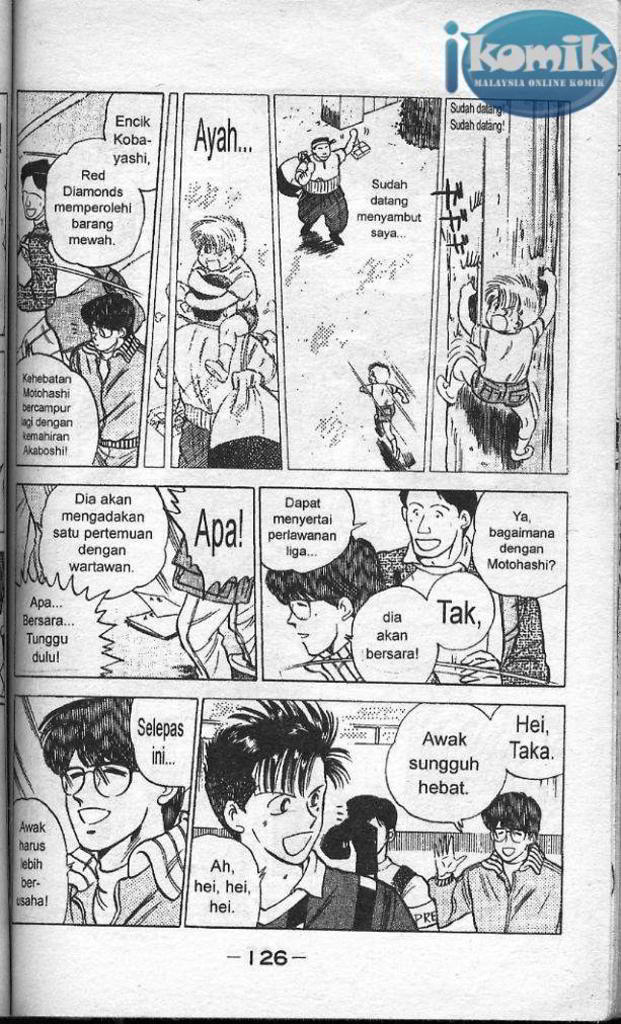 ikomik
MALAYSIA ONLINE KOMIK
Sudah datang!
Sudah datang!
Sudah
datang
menyambut
saya...
Ayah...
Encik
Koba-
yashi,
Red
Diamonds
memperolehi
barang
mewah.
Kehebatan
Motohashi
bercampur
lagi dengan
kemahiran
Akaboshi!
Ya,
bagaimana
dengan
Motohashi?
Dapat
menyertai
perlawanan
liga...
Tak,
dia
akan
bersara!
Apa!
Dia akan
mengadakan
satu pertemuan
dengan
wartawan.
Apa...
Bersara...
Tunggu
dulu!
Hei,
Taka.
Awak
sungguh
hebat.
PRE
Ah,
hei, hei,
hei.
Selepas
ini...
Awak
harus
lebih
ber-
usaha!
-126-